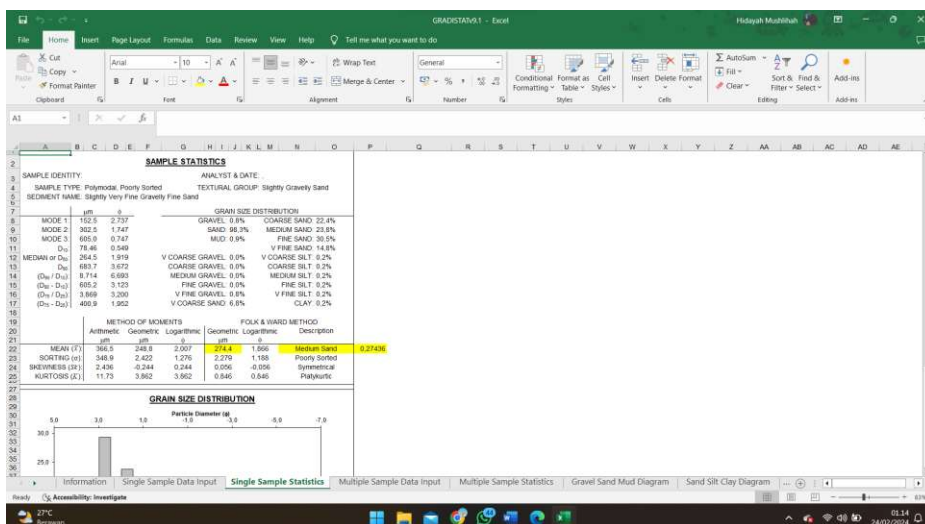 GRADISTATv9.1 - Excel
Hidayah Mushlihah
File Home Insert Page Layout Formulas Data Review View Help Tell me what you want to do
Paste
Cut
Copy
Format Painter
Clipboard
Arial 10
Font
Wrap Text
Merge & Center
Alignment
General
Number
Conditional Formatting
Format as Table
Cell Styles
Styles
Insert Delete Format
Cells
AutoSum
Fill
Clear
Sort & Filter
Find & Select
Editing
Add-ins
Add-ins
A1 fx
A B C D E F G H I J K L M N O P Q R S T U V W X Y Z AA AB AC AD AE
SAMPLE STATISTICS
SAMPLE IDENTITY: ANALYST & DATE: ,
SAMPLE TYPE: Polymodal, Poorly Sorted TEXTURAL GROUP: Slightly Gravelly Sand
SEDIMENT NAME: Slightly Very Fine Gravelly Fine Sand
µm ϕ GRAIN SIZE DISTRIBUTION
MODE 1: 152,5 2,737 GRAVEL: 0,8% COARSE SAND: 22,4%
MODE 2: 302,5 1,747 SAND: 98,3% MEDIUM SAND: 23,8%
MODE 3: 605,0 0,747 MUD: 0,9% FINE SAND: 30,5%
D10: 78,46 0,549 V FINE SAND: 14,8%
MEDIAN or D50: 264,5 1,919 V COARSE GRAVEL: 0,0% V COARSE SILT: 0,2%
D90: 683,7 3,672 COARSE GRAVEL: 0,0% COARSE SILT: 0,2%
(D90 / D10): 8,714 6,693 MEDIUM GRAVEL: 0,0% MEDIUM SILT: 0,2%
(D90 - D10): 605,2 3,123 FINE GRAVEL: 0,0% FINE SILT: 0,2%
(D75 / D25): 3,869 3,200 V FINE GRAVEL: 0,8% V FINE SILT: 0,2%
(D75 - D25): 400,9 1,952 V COARSE SAND: 6,8% CLAY: 0,2%
METHOD OF MOMENTS FOLK & WARD METHOD
Arithmetic Geometric Logarithmic Geometric Logarithmic Description
µm µm ϕ µm ϕ
MEAN (x̄): 366,5 248,8 2,007 274,4 1,866 Medium Sand 0,27436
SORTING (σ): 348,9 2,422 1,276 2,279 1,188 Poorly Sorted
SKEWNESS (Sk): 2,436 -0,244 0,244 0,056 -0,056 Symmetrical
KURTOSIS (K): 11,73 3,862 3,862 0,846 0,846 Platykurtic
GRAIN SIZE DISTRIBUTION
Particle Diameter (ϕ)
5,0 3,0 1,0 -1,0 -3,0 -5,0 -7,0
30,0
25,0
Information Single Sample Data Input Single Sample Statistics Multiple Sample Data Input Multiple Sample Statistics Gravel Sand Mud Diagram Sand Silt Clay Diagram ...
Ready Accessibility: Investigate
27°C
Berawan
01.14
24/02/2024